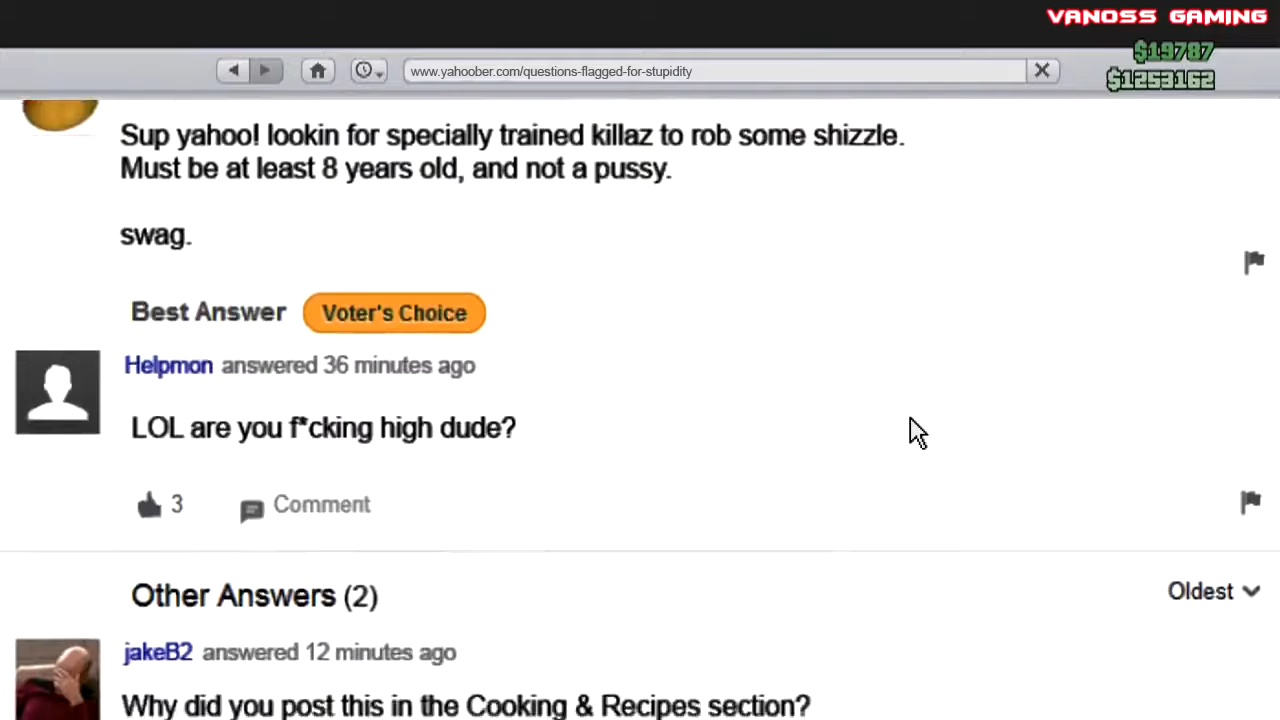 VANOSS GAMING
$19787
www.yahoober.com/questions-flagged-for-stupidity
$1253162
Sup yahoo! lookin for specially trained killaz to rob some shizzle.
Must be at least 8 years old, and not a pussy.
swag.
Best Answer Voter's Choice
Helpmon answered 36 minutes ago
LOL are you f*cking high dude?
3 Comment
Other Answers (2)
Oldest
jakeB2 answered 12 minutes ago
Why did you post this in the Cooking & Recipes section?